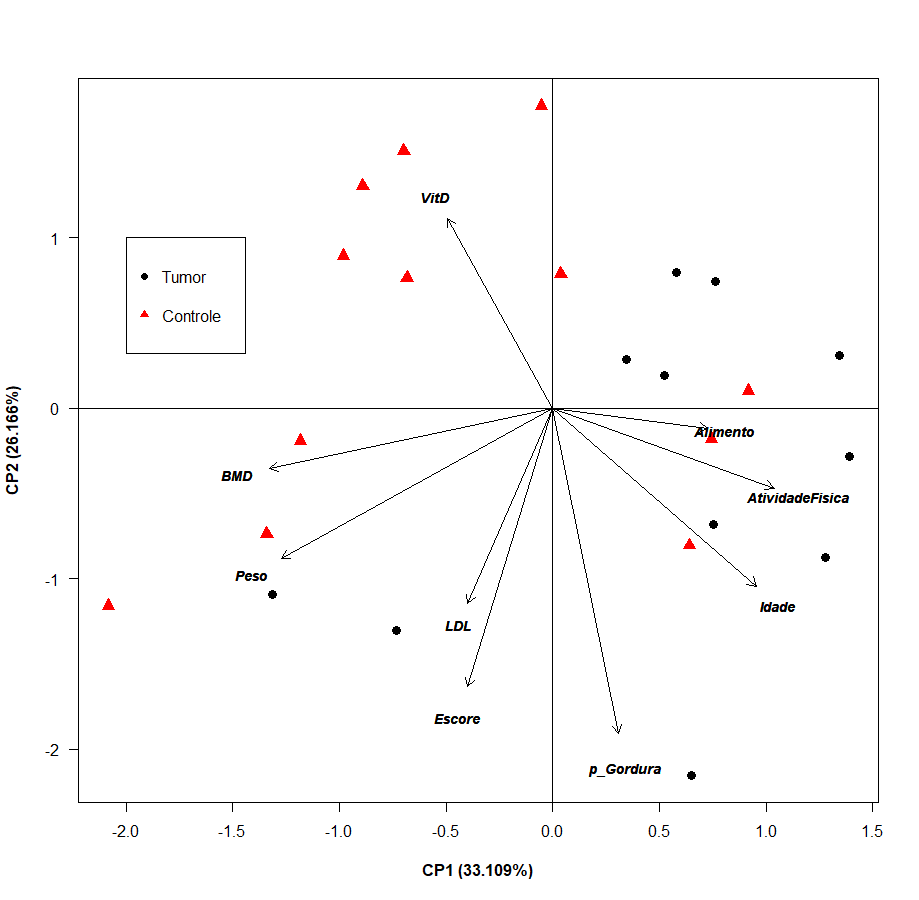 VitD
1
Tumor
Controle
0
Alimento
BMD
AtividadeFisica
-1
Peso
Idade
LDL
Escore
-2
p_Gordura
-2.0 -1.5 -1.0 -0.5 0.0 0.5 1.0 1.5
CP1 (33.109%)
CP2 (26.166%)